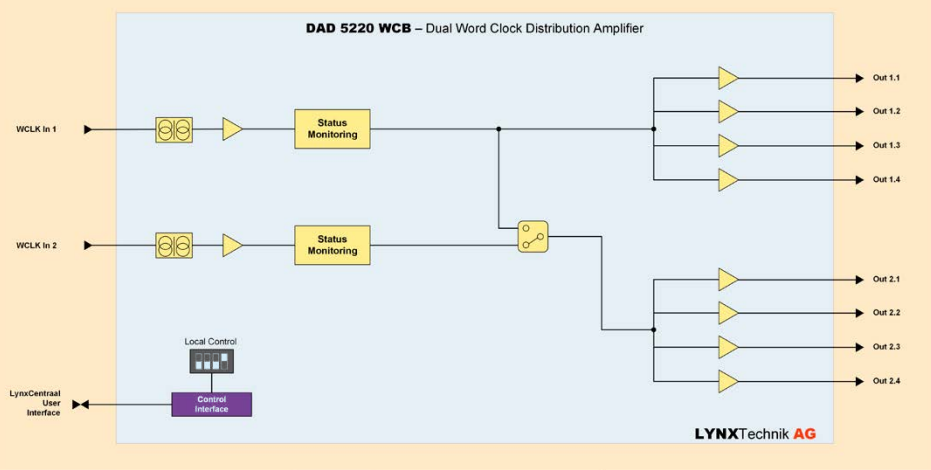 DAD 5220 WCB – Dual Word Clock Distribution Amplifier
Out 1.1
Out 1.2
WCLK In 1
Status
Monitoring
Out 1.3
Out 1.4
WCLK In 2
Status
Monitoring
Out 2.1
Out 2.2
Local Control
Out 2.3
Out 2.4
LynxCentraal
User
Interface
Control
Interface
LYNXTechnik AG